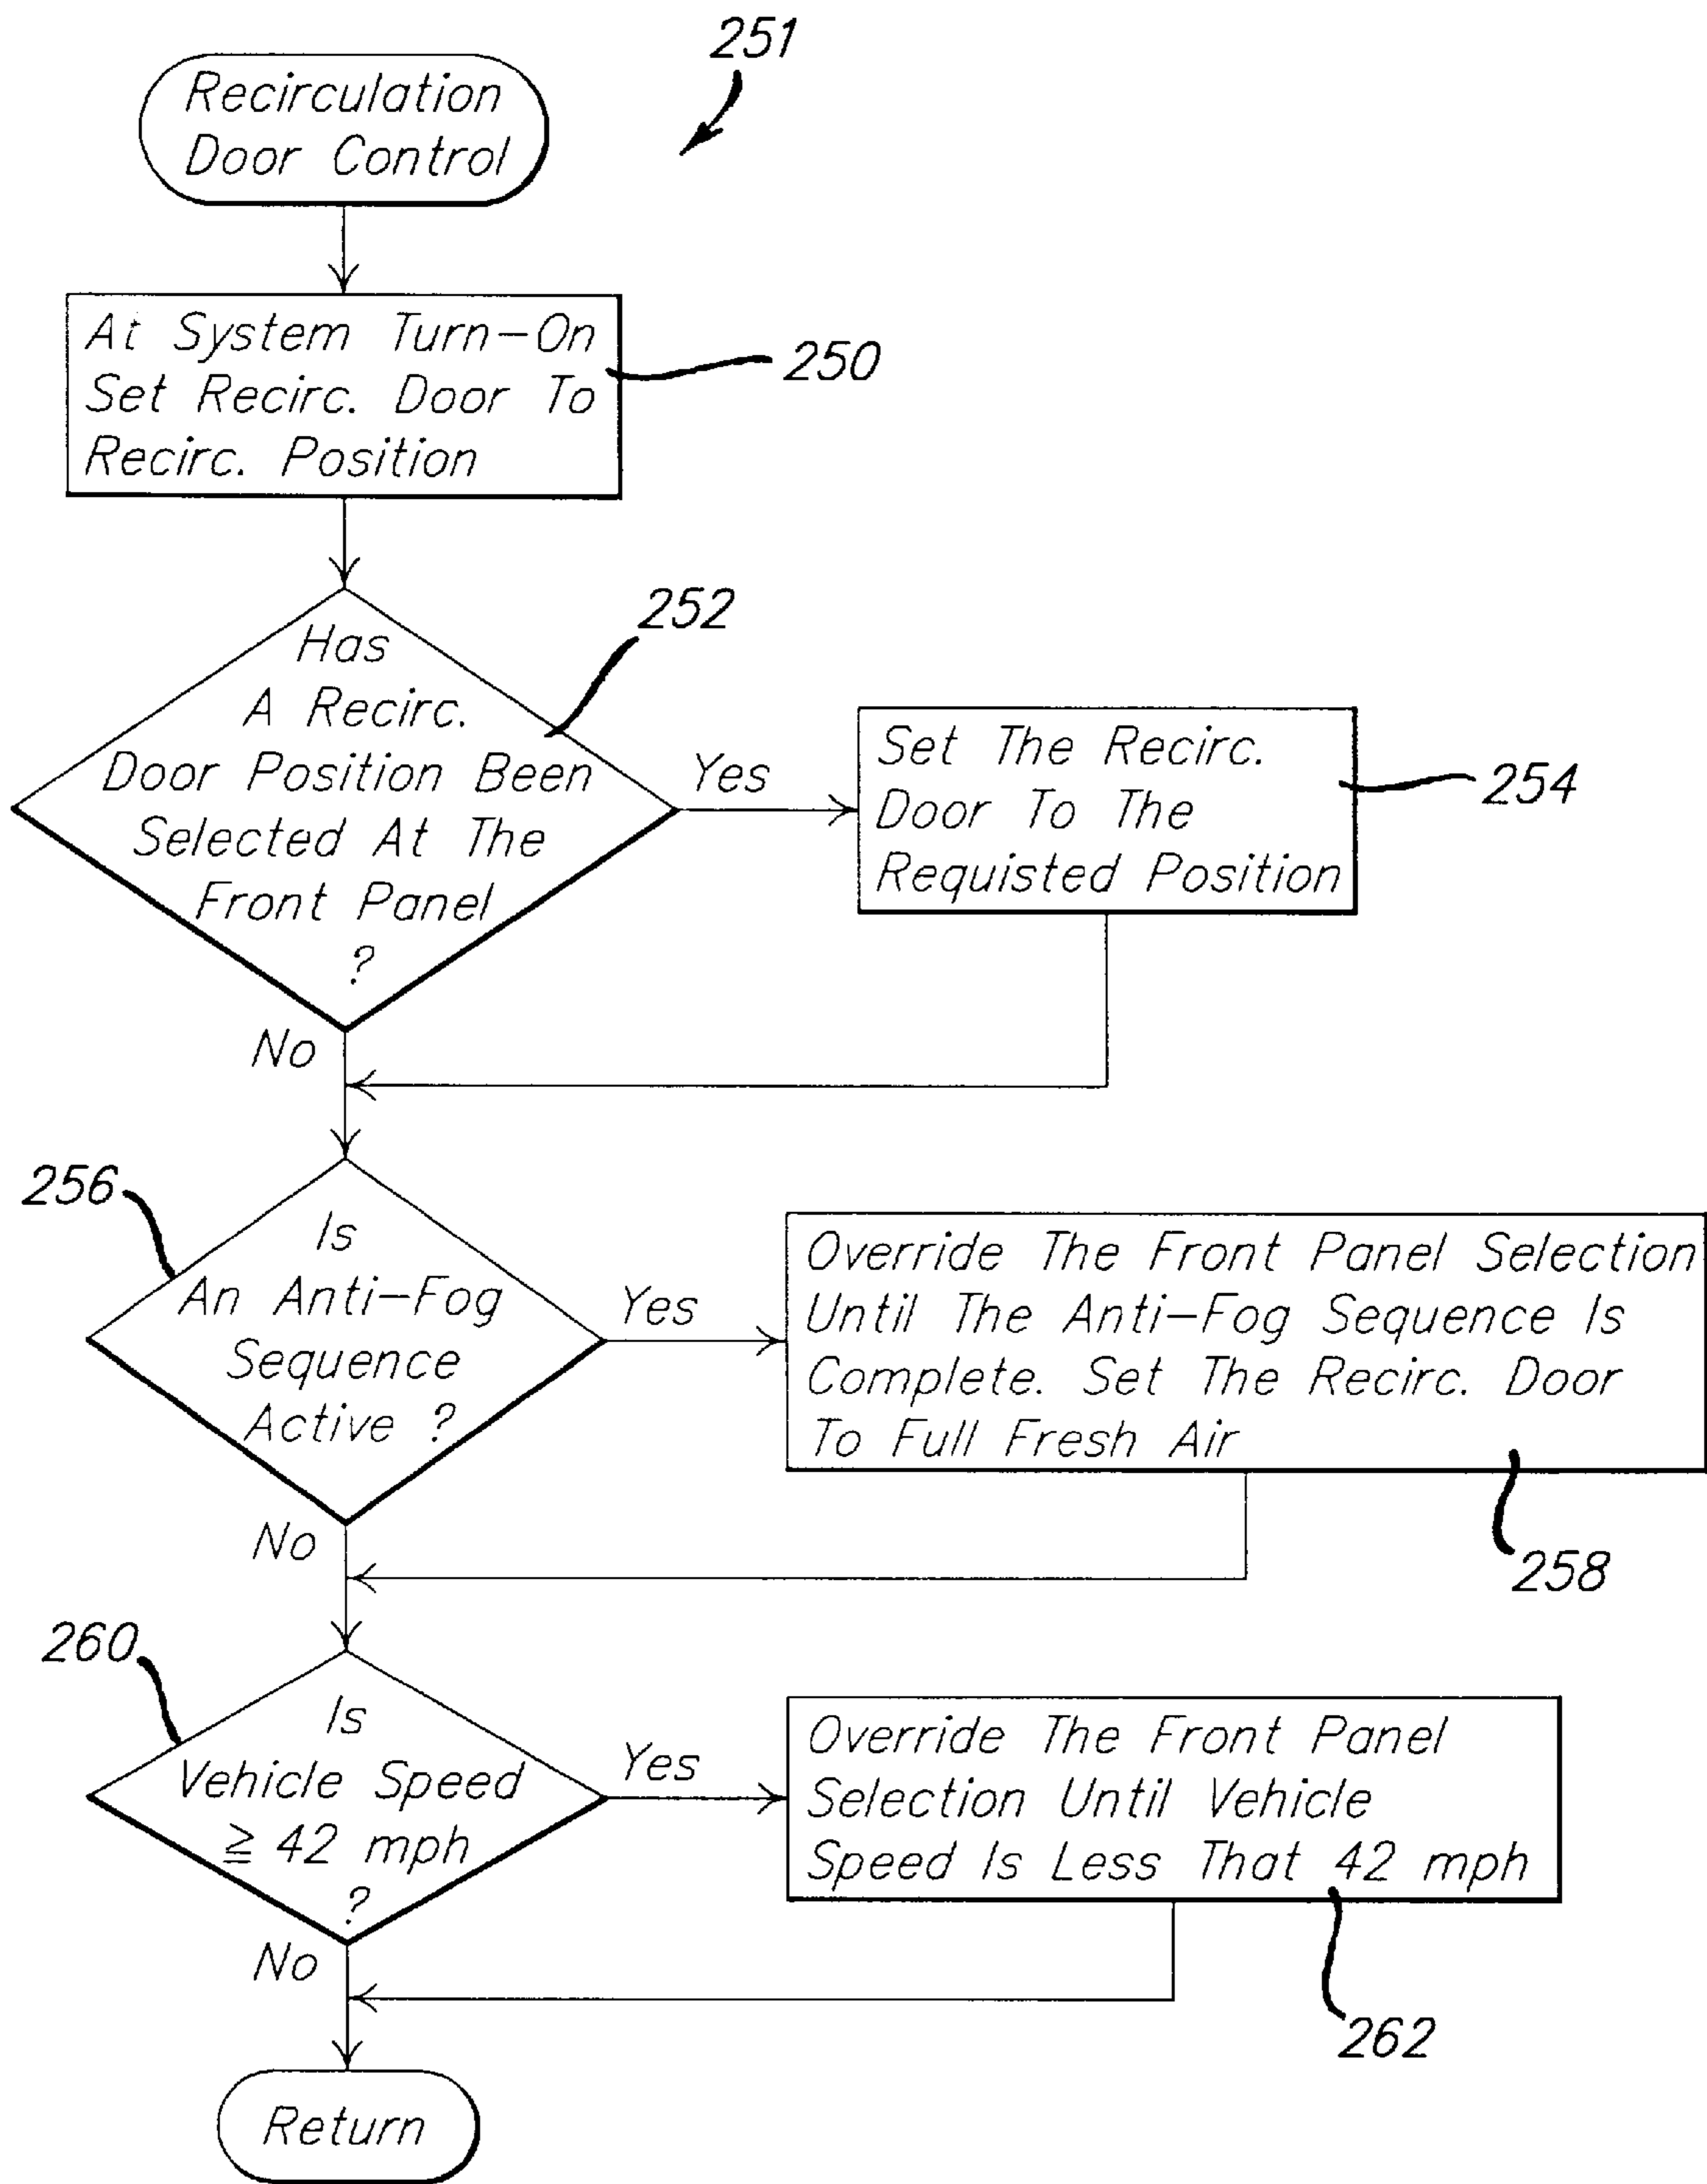 251
Recirculation
Door Control
At System Turn-On
Set Recirc. Door To
Recirc. Position
250
Has
A Recirc.
Door Position Been
Selected At The
Front Panel
?
252
Yes
Set The Recirc.
Door To The
Requisted Position
254
No
256
Is
An Anti-Fog
Sequence
Active ?
Yes
Override The Front Panel Selection
Until The Anti-Fog Sequence Is
Complete. Set The Recirc. Door
To Full Fresh Air
258
No
260
Is
Vehicle Speed
≧ 42 mph
?
Yes
Override The Front Panel
Selection Until Vehicle
Speed Is Less That 42 mph
262
No
Return